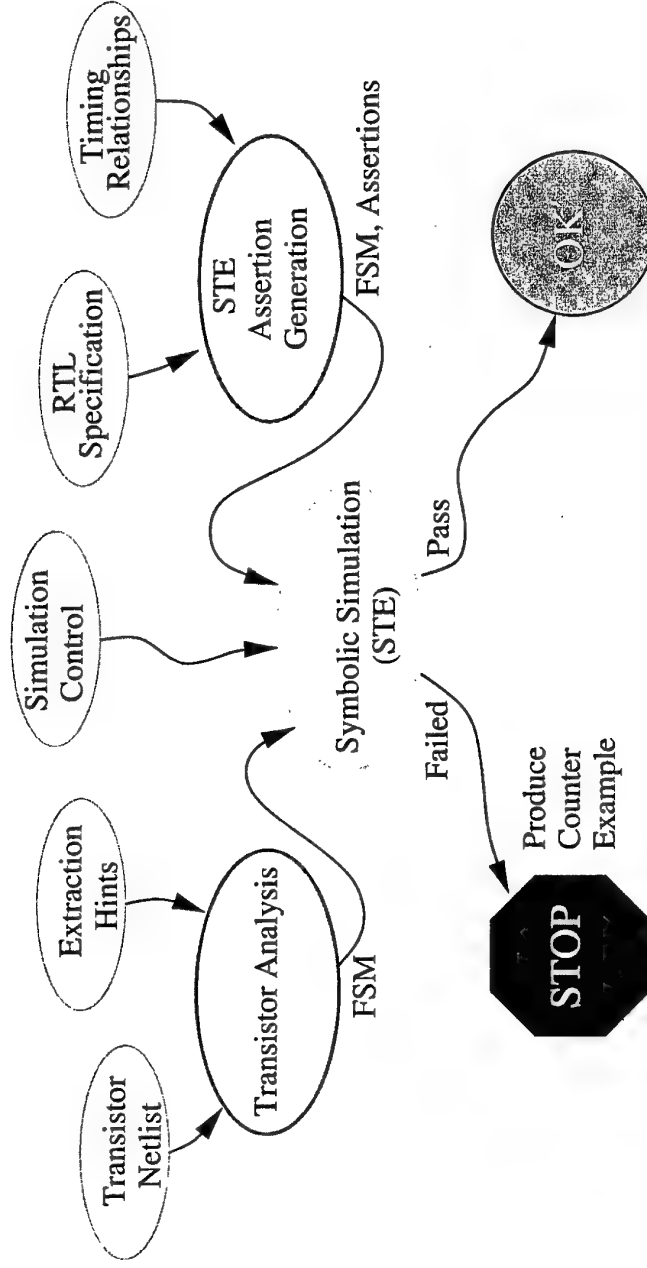 Transistor
Netlist
Extraction
Hints
Simulation
Control
RTL
Specification
Timing
Relationships
Transistor Analysis
STE
Assertion
Generation
FSM
FSM, Assertions
Symbolic Simulation
(STE)
Failed
Pass
STOP
Produce
Counter
Example
OK